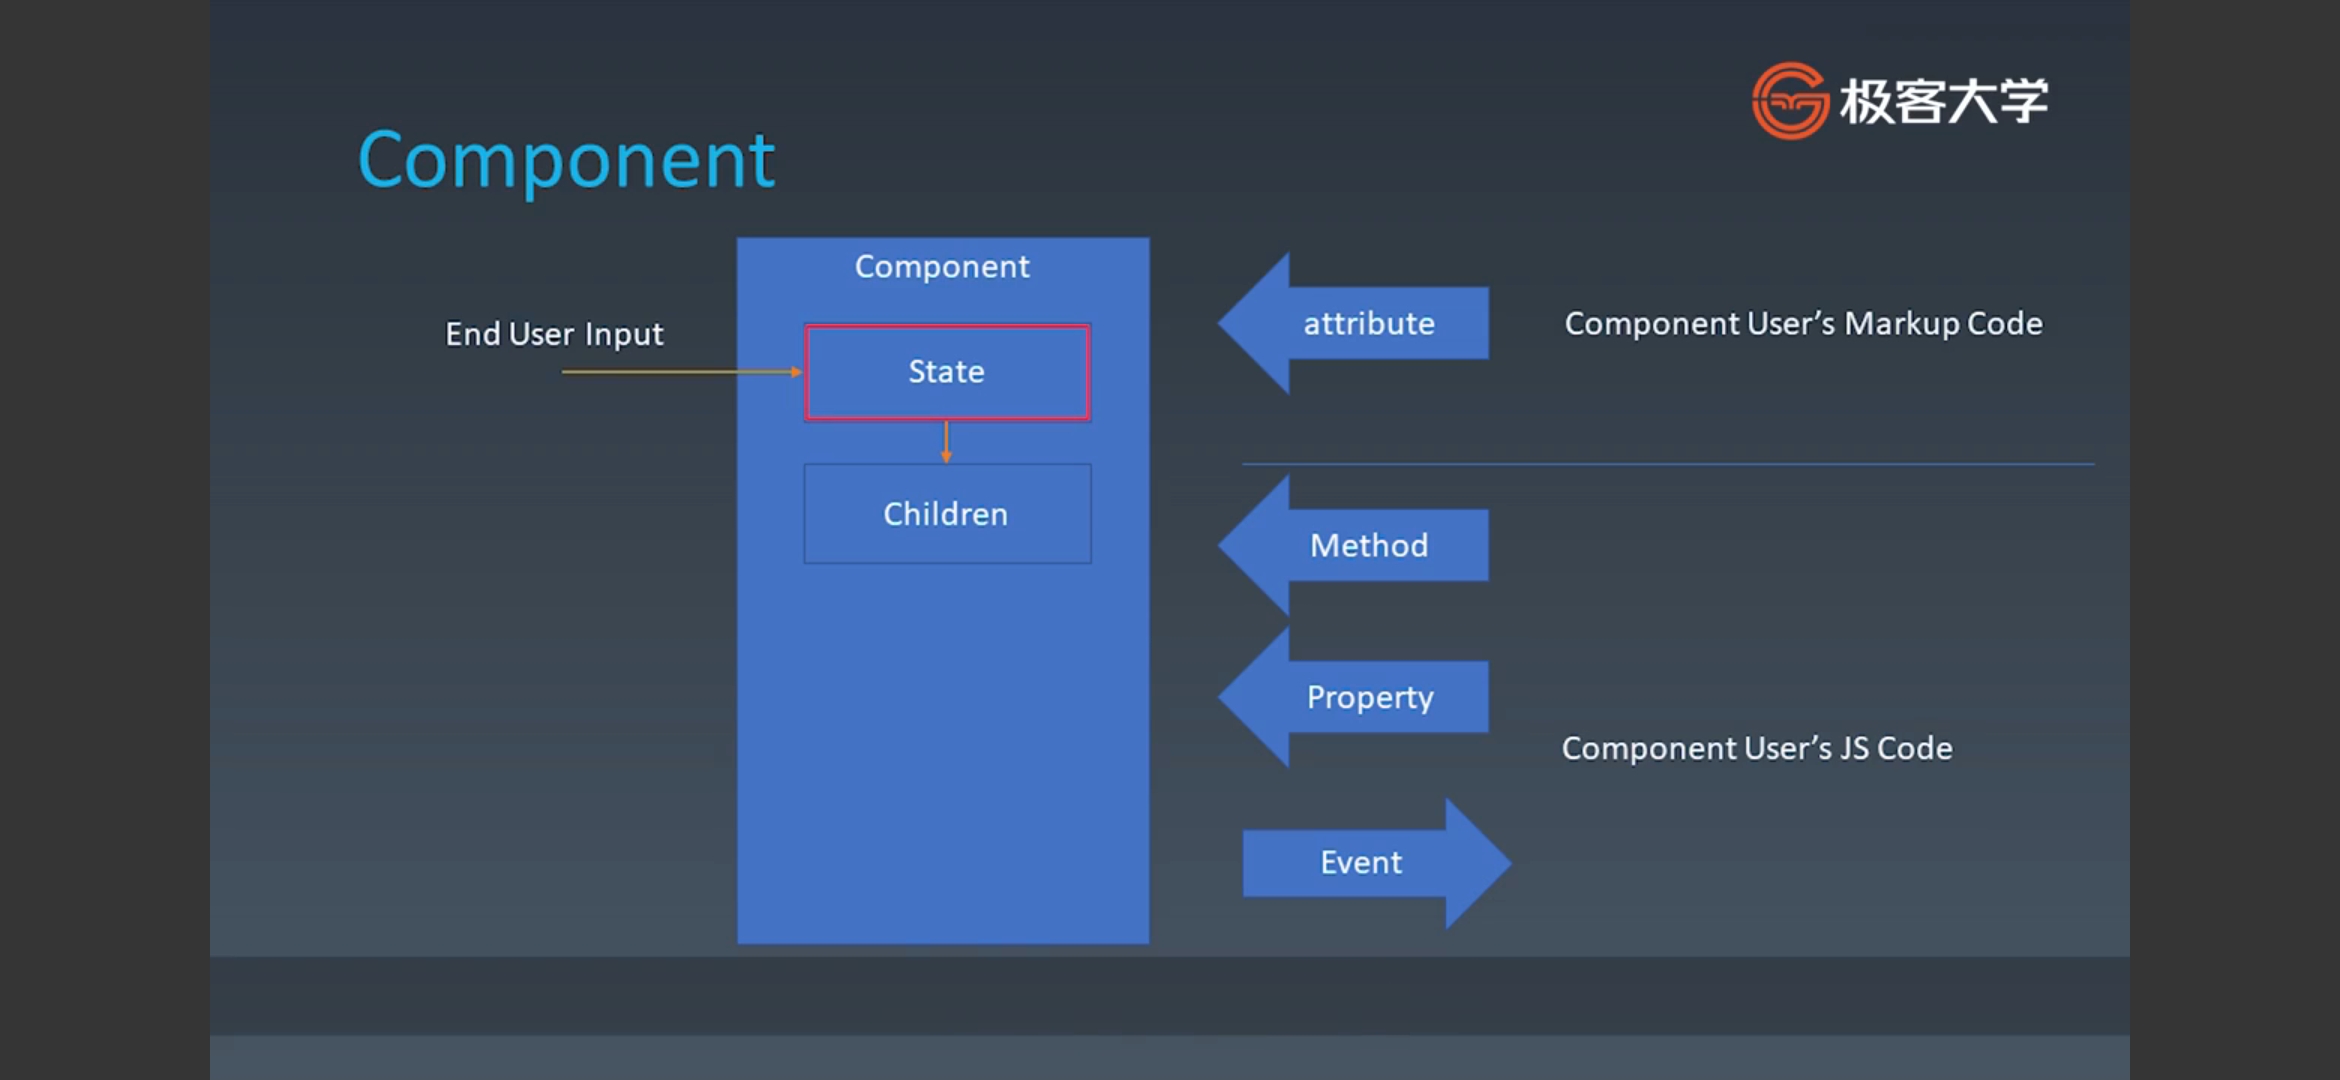 极客大学
Component
Component
End User Input
State
Children
attribute
Component User’s Markup Code
Method
Property
Component User’s JS Code
Event